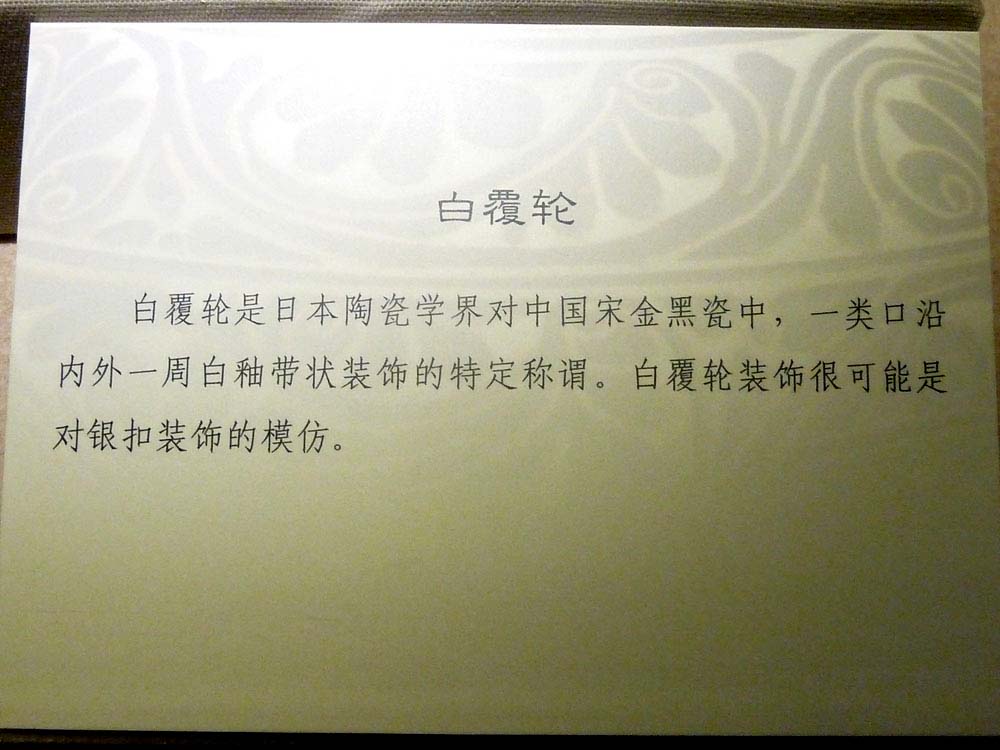 白覆轮
白覆轮是日本陶瓷学界对中国宋金黑瓷中，一类口沿
内外一周白釉带状装饰的特定称谓。白覆轮装饰很可能是
对银扣装饰的模仿。